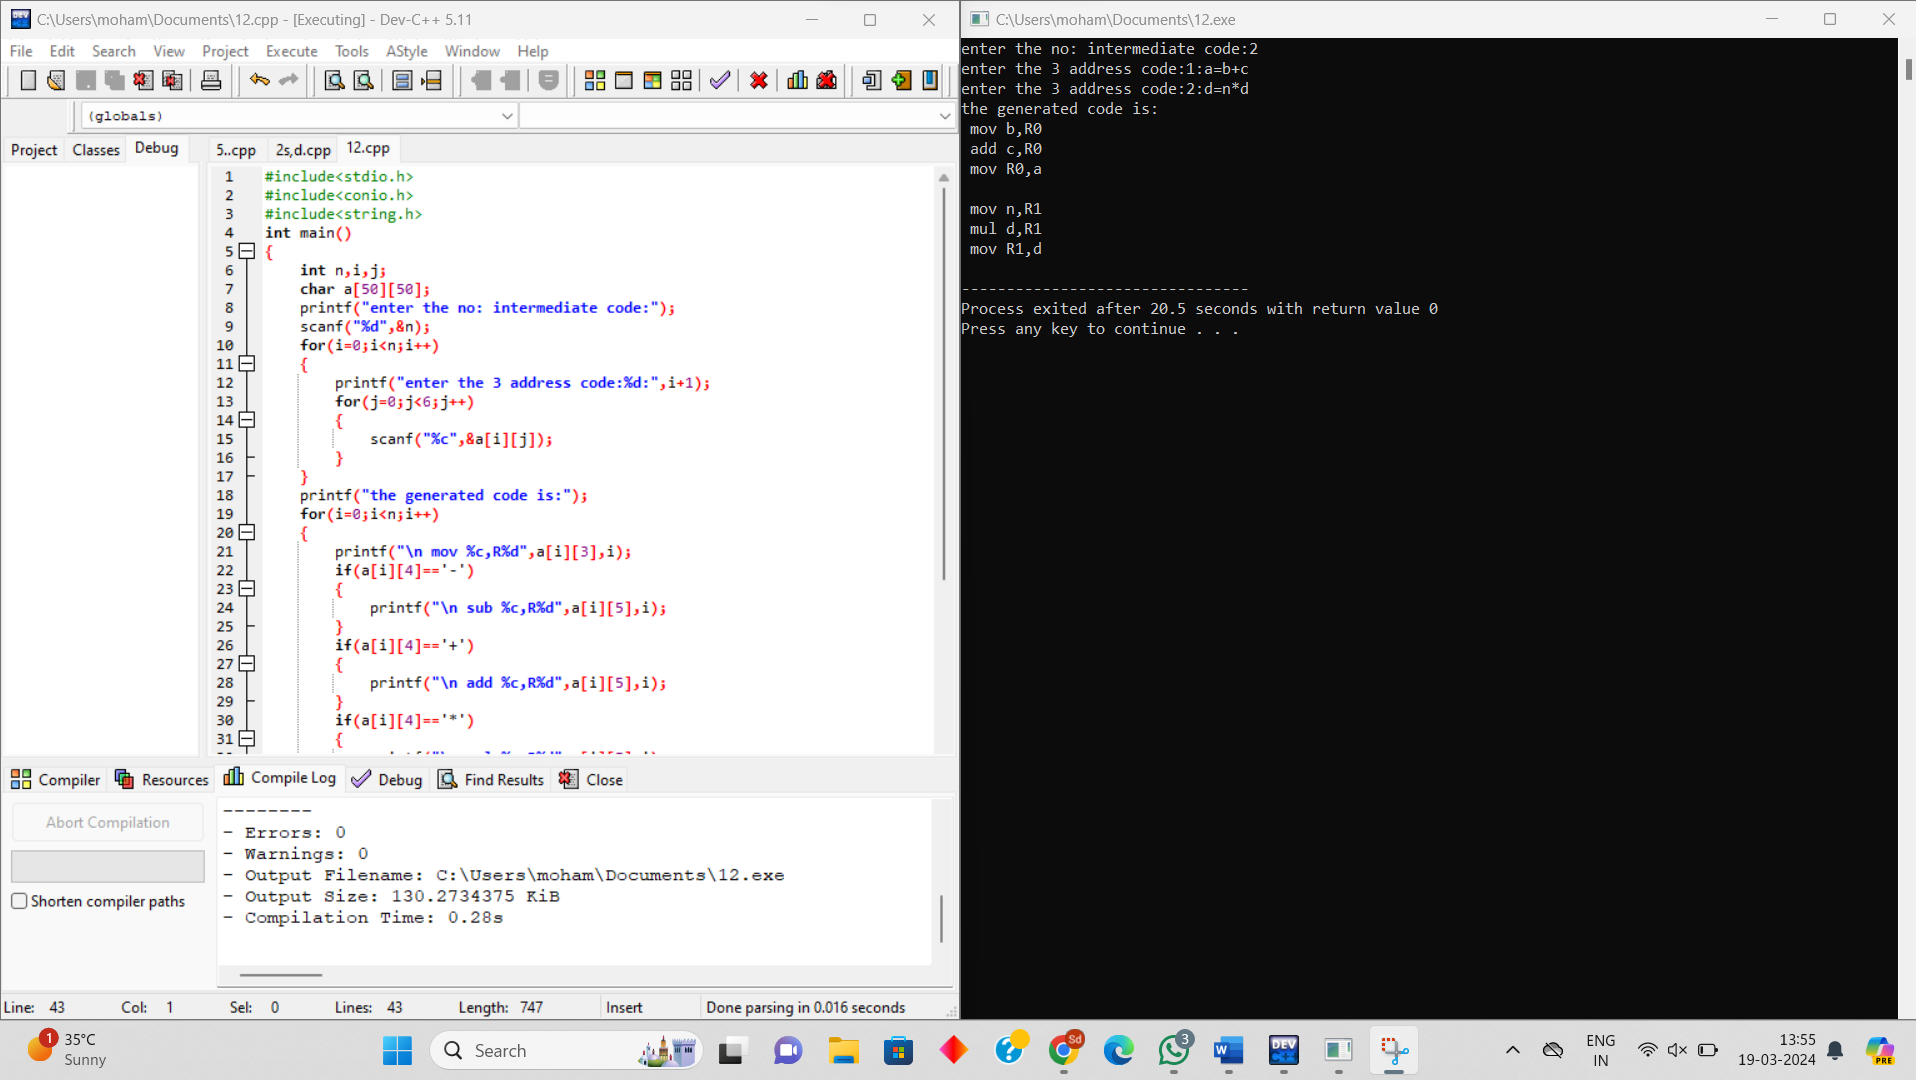 C:\Users\moham\Documents\12.cpp - [Executing] - Dev-C++ 5.11
File Edit Search View Project Execute Tools AStyle Window Help
(globals)
Project Classes Debug
5..cpp 2s,d.cpp 12.cpp
1 #include<stdio.h>
2 #include<conio.h>
3 #include<string.h>
4 int main()
5 {
6 int n,i,j;
7 char a[50][50];
8 printf("enter the no: intermediate code:");
9 scanf("%d",&n);
10 for(i=0;i<n;i++)
11 {
12 printf("enter the 3 address code:%d:",i+1);
13 for(j=0;j<6;j++)
14 {
15 scanf("%c",&a[i][j]);
16 }
17 }
18 printf("the generated code is:");
19 for(i=0;i<n;i++)
20 {
21 printf("\n mov %c,R%d",a[i][3],i);
22 if(a[i][4]=='-')
23 {
24 printf("\n sub %c,R%d",a[i][5],i);
25 }
26 if(a[i][4]=='+')
27 {
28 printf("\n add %c,R%d",a[i][5],i);
29 }
30 if(a[i][4]=='*')
31 {
Compiler Resources Compile Log Debug Find Results Close
Abort Compilation
Shorten compiler paths
--------
- Errors: 0
- Warnings: 0
- Output Filename: C:\Users\moham\Documents\12.exe
- Output Size: 130.2734375 KiB
- Compilation Time: 0.28s
Line: 43 Col: 1 Sel: 0 Lines: 43 Length: 747 Insert Done parsing in 0.016 seconds
C:\Users\moham\Documents\12.exe
enter the no: intermediate code:2
enter the 3 address code:1:a=b+c
enter the 3 address code:2:d=n*d
the generated code is:
mov b,R0
add c,R0
mov R0,a
mov n,R1
mul d,R1
mov R1,d
--------------------------------
Process exited after 20.5 seconds with return value 0
Press any key to continue . . .
1
35°C
Sunny
Search
Sd
3
W
DEV
C++
ENG
IN
13:55
19-03-2024
PRE